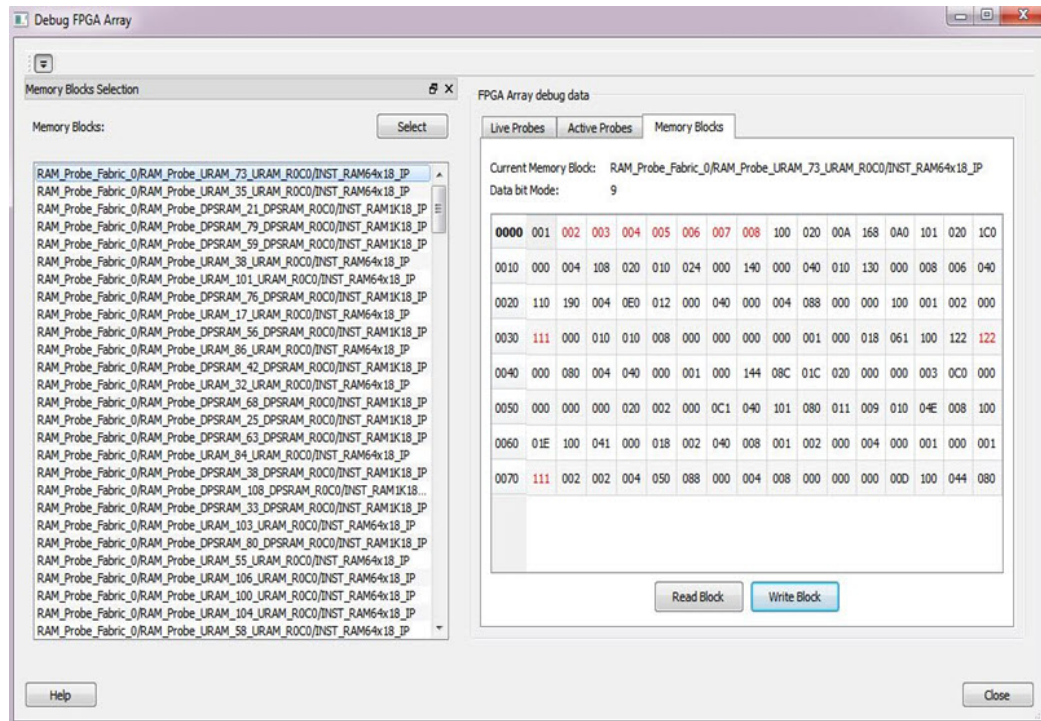 Debug FPGA Array
Memory Blocks Selection
Memory Blocks:
Select
RAM_Probe_Fabric_0/RAM_Probe_URAM_73_URAM_R0C0/INST_RAM64x18_IP
RAM_Probe_Fabric_0/RAM_Probe_URAM_35_URAM_R0C0/INST_RAM64x18_IP
RAM_Probe_Fabric_0/RAM_Probe_DPSRAM_21_DPSRAM_R0C0/INST_RAM1K18_IP
RAM_Probe_Fabric_0/RAM_Probe_DPSRAM_79_DPSRAM_R0C0/INST_RAM1K18_IP
RAM_Probe_Fabric_0/RAM_Probe_DPSRAM_59_DPSRAM_R0C0/INST_RAM1K18_IP
RAM_Probe_Fabric_0/RAM_Probe_URAM_38_URAM_R0C0/INST_RAM64x18_IP
RAM_Probe_Fabric_0/RAM_Probe_URAM_101_URAM_R0C0/INST_RAM64x18_IP
RAM_Probe_Fabric_0/RAM_Probe_DPSRAM_76_DPSRAM_R0C0/INST_RAM1K18_IP
RAM_Probe_Fabric_0/RAM_Probe_URAM_17_URAM_R0C0/INST_RAM64x18_IP
RAM_Probe_Fabric_0/RAM_Probe_DPSRAM_56_DPSRAM_R0C0/INST_RAM1K18_IP
RAM_Probe_Fabric_0/RAM_Probe_URAM_86_URAM_R0C0/INST_RAM64x18_IP
RAM_Probe_Fabric_0/RAM_Probe_DPSRAM_42_DPSRAM_R0C0/INST_RAM1K18_IP
RAM_Probe_Fabric_0/RAM_Probe_URAM_32_URAM_R0C0/INST_RAM64x18_IP
RAM_Probe_Fabric_0/RAM_Probe_DPSRAM_68_DPSRAM_R0C0/INST_RAM1K18_IP
RAM_Probe_Fabric_0/RAM_Probe_DPSRAM_25_DPSRAM_R0C0/INST_RAM1K18_IP
RAM_Probe_Fabric_0/RAM_Probe_DPSRAM_63_DPSRAM_R0C0/INST_RAM1K18_IP
RAM_Probe_Fabric_0/RAM_Probe_URAM_84_URAM_R0C0/INST_RAM64x18_IP
RAM_Probe_Fabric_0/RAM_Probe_DPSRAM_38_DPSRAM_R0C0/INST_RAM1K18_IP
RAM_Probe_Fabric_0/RAM_Probe_DPSRAM_108_DPSRAM_R0C0/INST_RAM1K18...
RAM_Probe_Fabric_0/RAM_Probe_DPSRAM_33_DPSRAM_R0C0/INST_RAM1K18_IP
RAM_Probe_Fabric_0/RAM_Probe_URAM_103_URAM_R0C0/INST_RAM64x18_IP
RAM_Probe_Fabric_0/RAM_Probe_DPSRAM_80_DPSRAM_R0C0/INST_RAM1K18_IP
RAM_Probe_Fabric_0/RAM_Probe_URAM_55_URAM_R0C0/INST_RAM64x18_IP
RAM_Probe_Fabric_0/RAM_Probe_URAM_106_URAM_R0C0/INST_RAM64x18_IP
RAM_Probe_Fabric_0/RAM_Probe_URAM_100_URAM_R0C0/INST_RAM64x18_IP
RAM_Probe_Fabric_0/RAM_Probe_URAM_104_URAM_R0C0/INST_RAM64x18_IP
RAM_Probe_Fabric_0/RAM_Probe_URAM_58_URAM_R0C0/INST_RAM64x18_IP
FPGA Array debug data
Live Probes Active Probes Memory Blocks
Current Memory Block: RAM_Probe_Fabric_0/RAM_Probe_URAM_73_URAM_R0C0/INST_RAM64x18_IP
Data bit Mode: 9
0000 001 002 003 004 005 006 007 008 100 020 00A 168 0A0 101 020 1C0
0010 000 004 108 020 010 024 000 140 000 040 010 130 000 008 006 040
0020 110 190 004 0E0 012 000 040 000 004 088 000 000 100 001 002 000
0030 111 000 010 010 008 000 000 000 000 001 000 018 061 100 122 122
0040 000 080 004 040 000 001 000 144 08C 01C 020 000 000 003 0C0 000
0050 000 000 000 020 002 000 0C1 040 101 080 011 009 010 04E 008 100
0060 01E 100 041 000 018 002 040 008 001 002 000 004 000 001 000 001
0070 111 002 002 004 050 088 000 004 008 000 000 000 00D 100 044 080
Read Block Write Block
Help Close